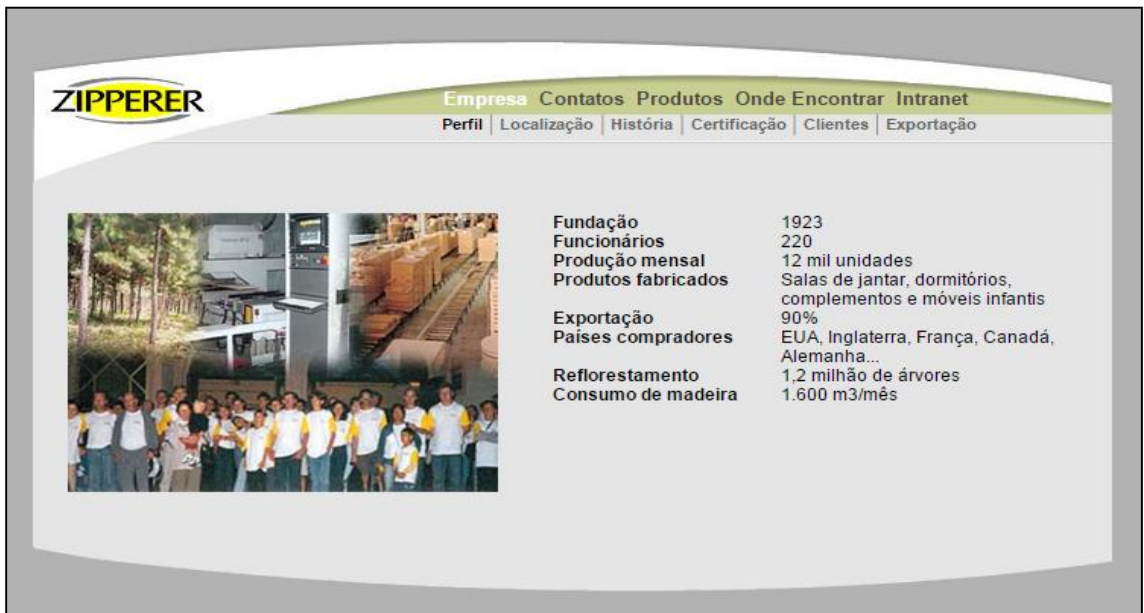 ZIPPERER
Empresa Contatos Produtos Onde Encontrar Intranet
Perfil | Localização | História | Certificação | Clientes | Exportação
Fundação 1923
Funcionários 220
Produção mensal 12 mil unidades
Produtos fabricados Salas de jantar, dormitórios,
complementos e móveis infantis
Exportação 90%
Países compradores EUA, Inglaterra, França, Canadá,
Alemanha...
Reflorestamento 1,2 milhão de árvores
Consumo de madeira 1.600 m3/mês